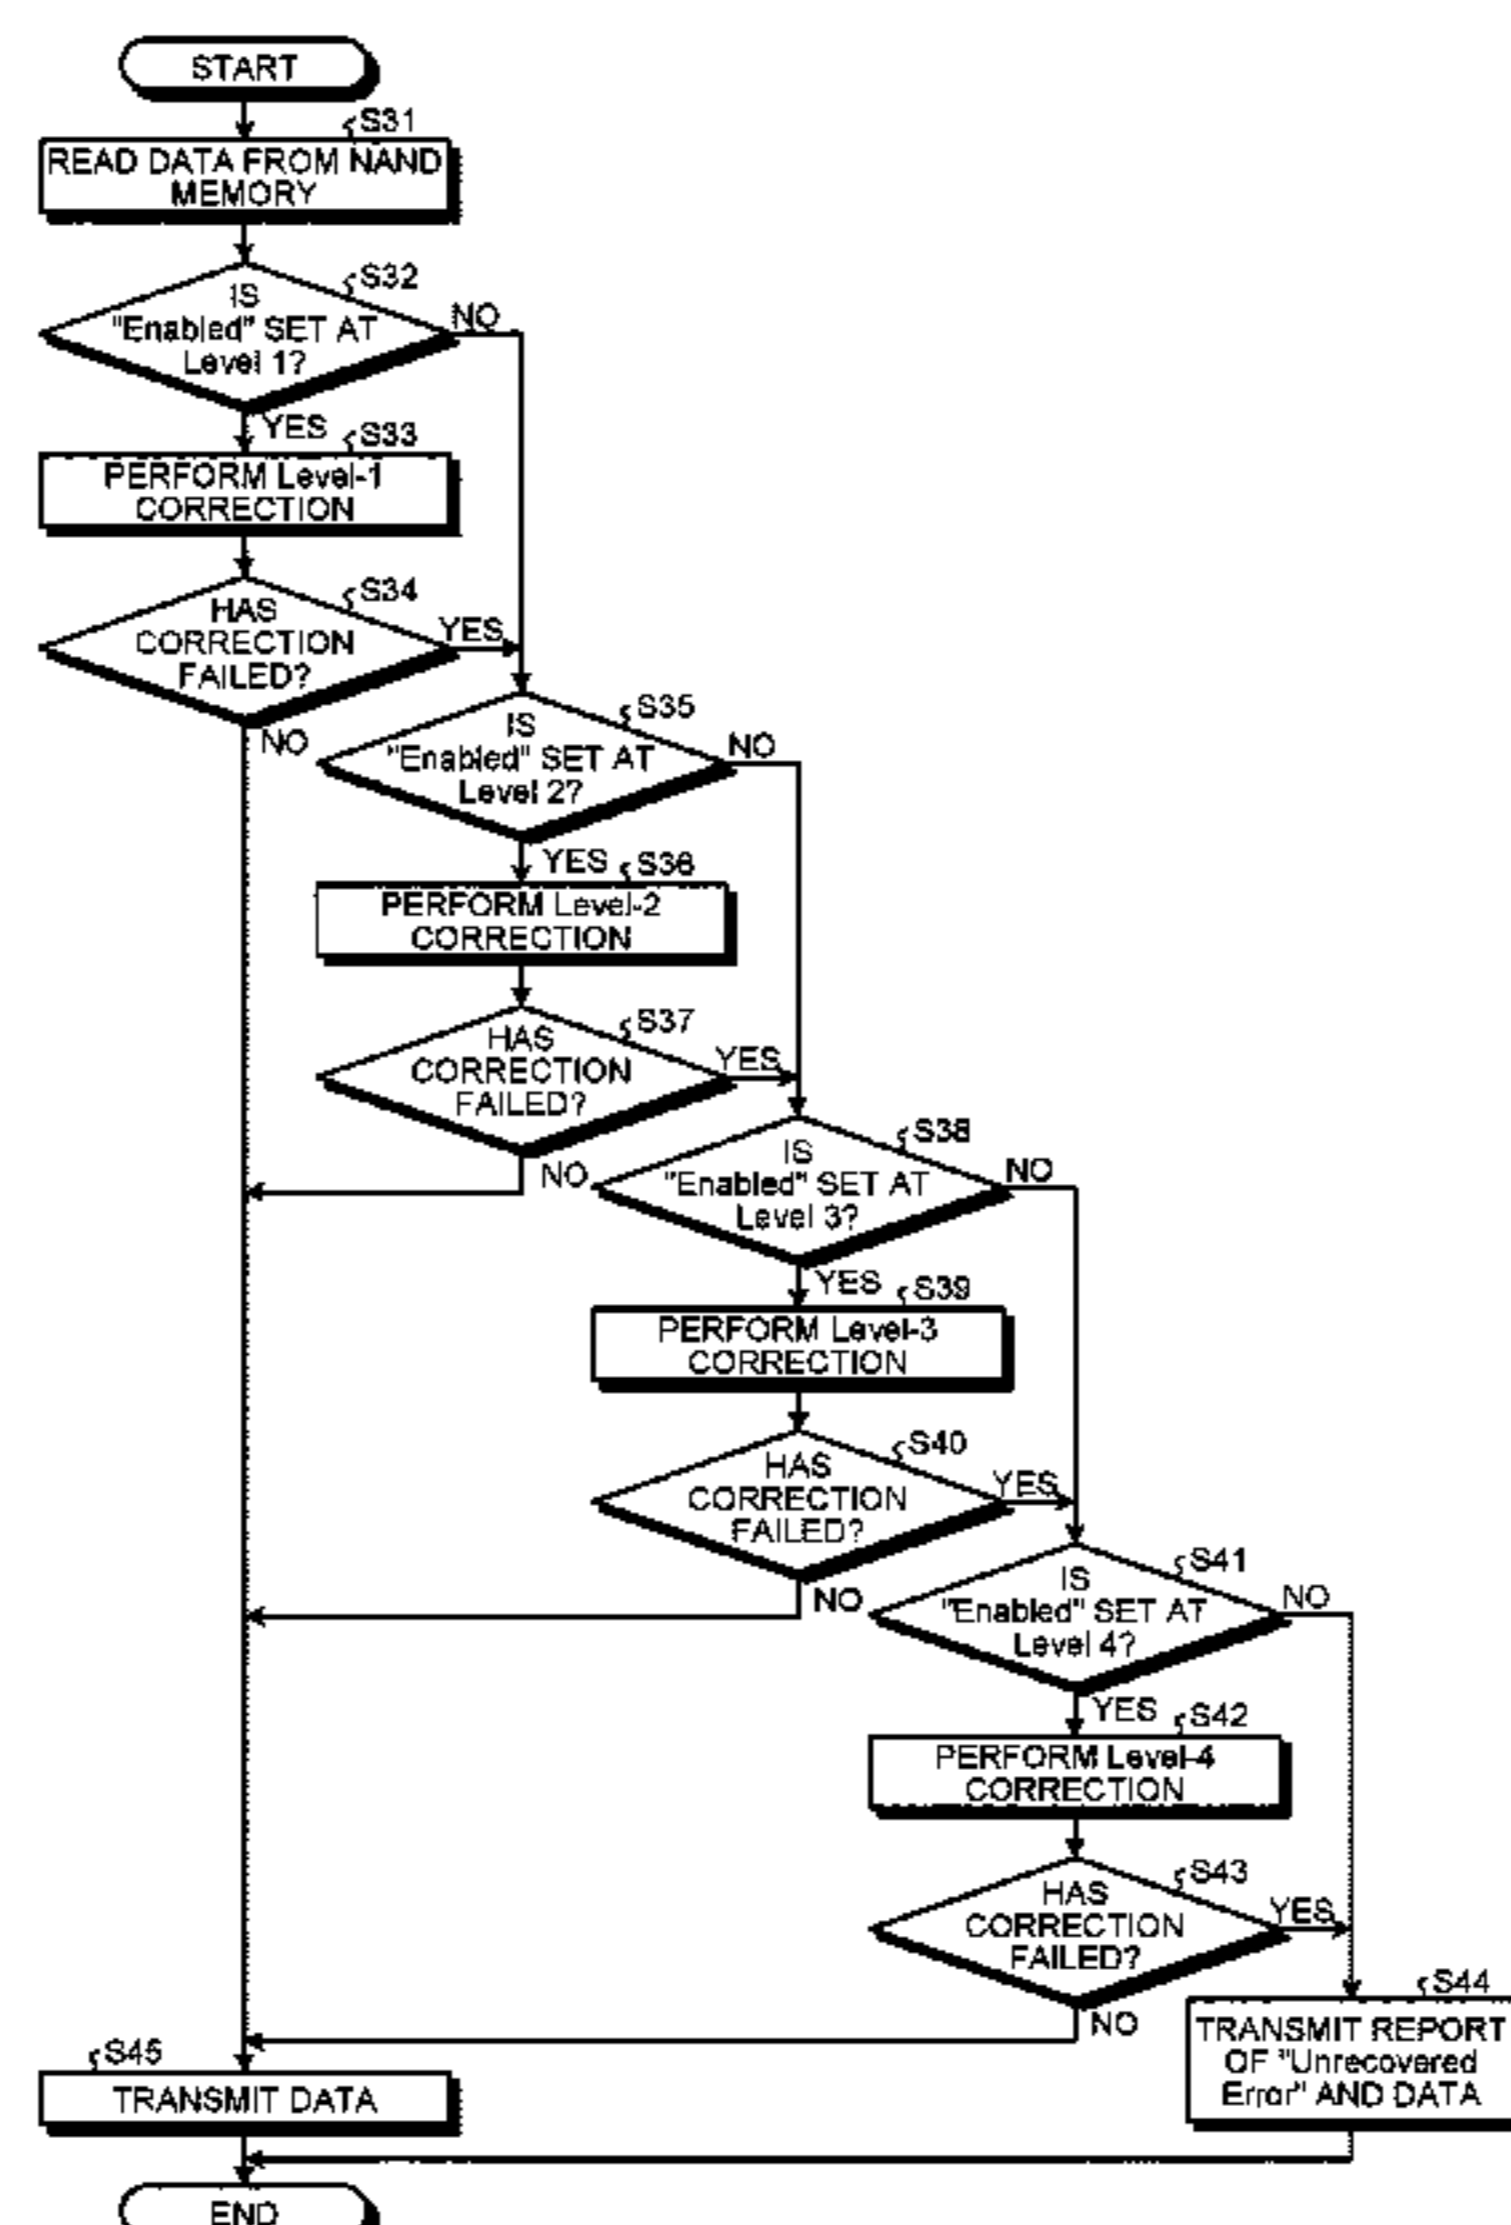 START
S31
READ DATA FROM NAND
MEMORY
S32
IS
"Enabled" SET AT
Level 1?
NO
YES
S33
PERFORM Level-1
CORRECTION
S34
HAS
CORRECTION
FAILED?
YES
NO
S35
IS
"Enabled" SET AT
Level 2?
NO
YES
S36
PERFORM Level-2
CORRECTION
S37
HAS
CORRECTION
FAILED?
YES
NO
S38
IS
"Enabled" SET AT
Level 3?
NO
YES
S39
PERFORM Level-3
CORRECTION
S40
HAS
CORRECTION
FAILED?
YES
NO
S41
IS
"Enabled" SET AT
Level 4?
NO
YES
S42
PERFORM Level-4
CORRECTION
S43
HAS
CORRECTION
FAILED?
YES
NO
S44
TRANSMIT REPORT
OF "Unrecovered
Error" AND DATA
S45
TRANSMIT DATA
END